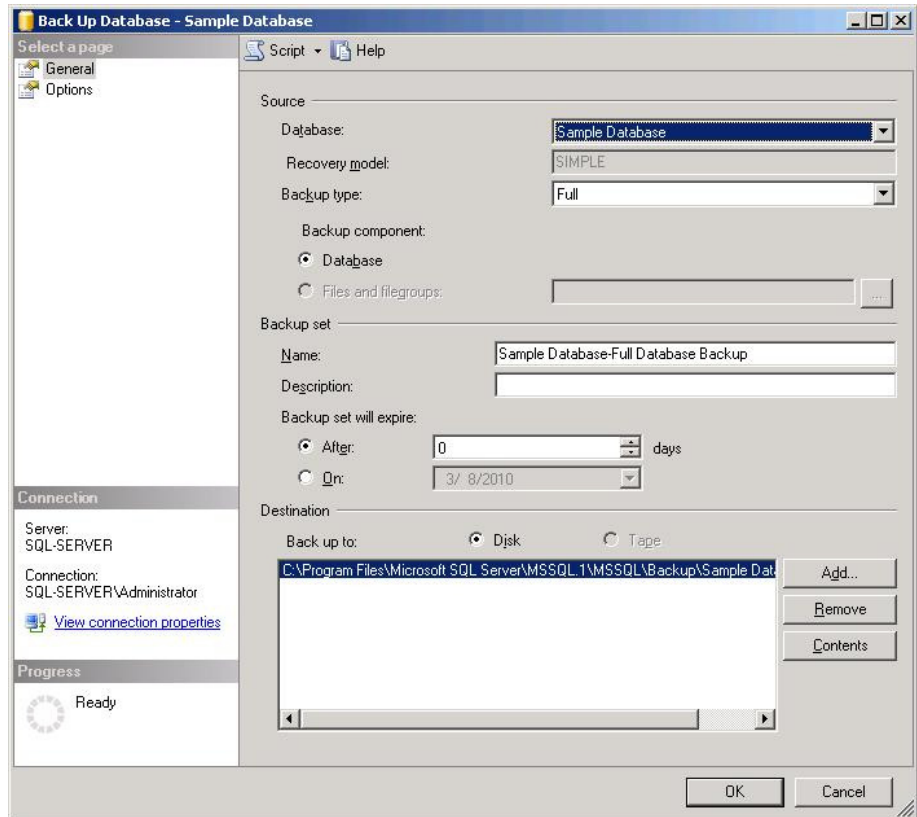 Back Up Database - Sample Database
Select a page
General
Options
Script
Help
Source
Database:
Sample Database
Recovery model:
SIMPLE
Backup type:
Full
Backup component:
Database
Files and filegroups:
...
Backup set
Name:
Sample Database-Full Database Backup
Description:
Backup set will expire:
After:
0
days
On:
3/ 8/2010
Destination
Back up to:
Disk
Tape
C:\Program Files\Microsoft SQL Server\MSSQL.1\MSSQL\Backup\Sample Dat
Add...
Remove
Contents
Connection
Server:
SQL-SERVER
Connection:
SQL-SERVER\Administrator
View connection properties
Progress
Ready
OK
Cancel